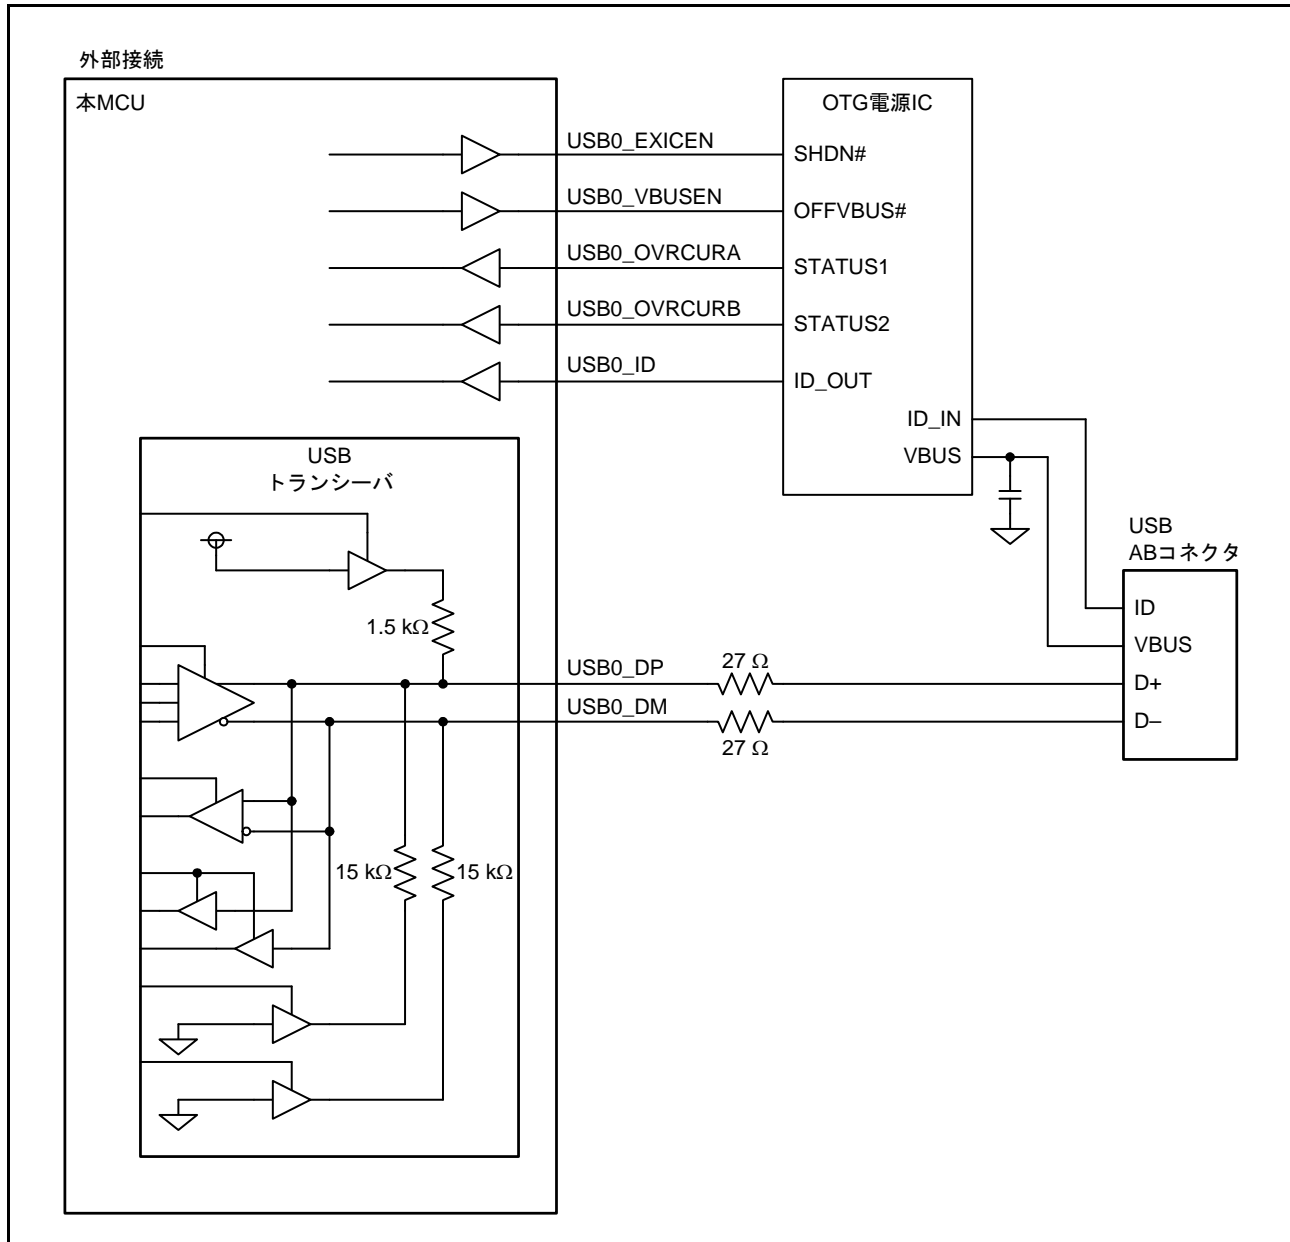 外部接続
本MCU
OTG電源IC
USB0_EXICEN
SHDN#
USB0_VBUSEN
OFFVBUS#
USB0_OVRCURA
STATUS1
USB0_OVRCURB
STATUS2
USB0_ID
ID_OUT
ID_IN
VBUS
USB
トランシーバ
USB
ABコネクタ
ID
VBUS
D+
D–
1.5 kΩ
USB0_DP
27 Ω
USB0_DM
27 Ω
15 kΩ
15 kΩ